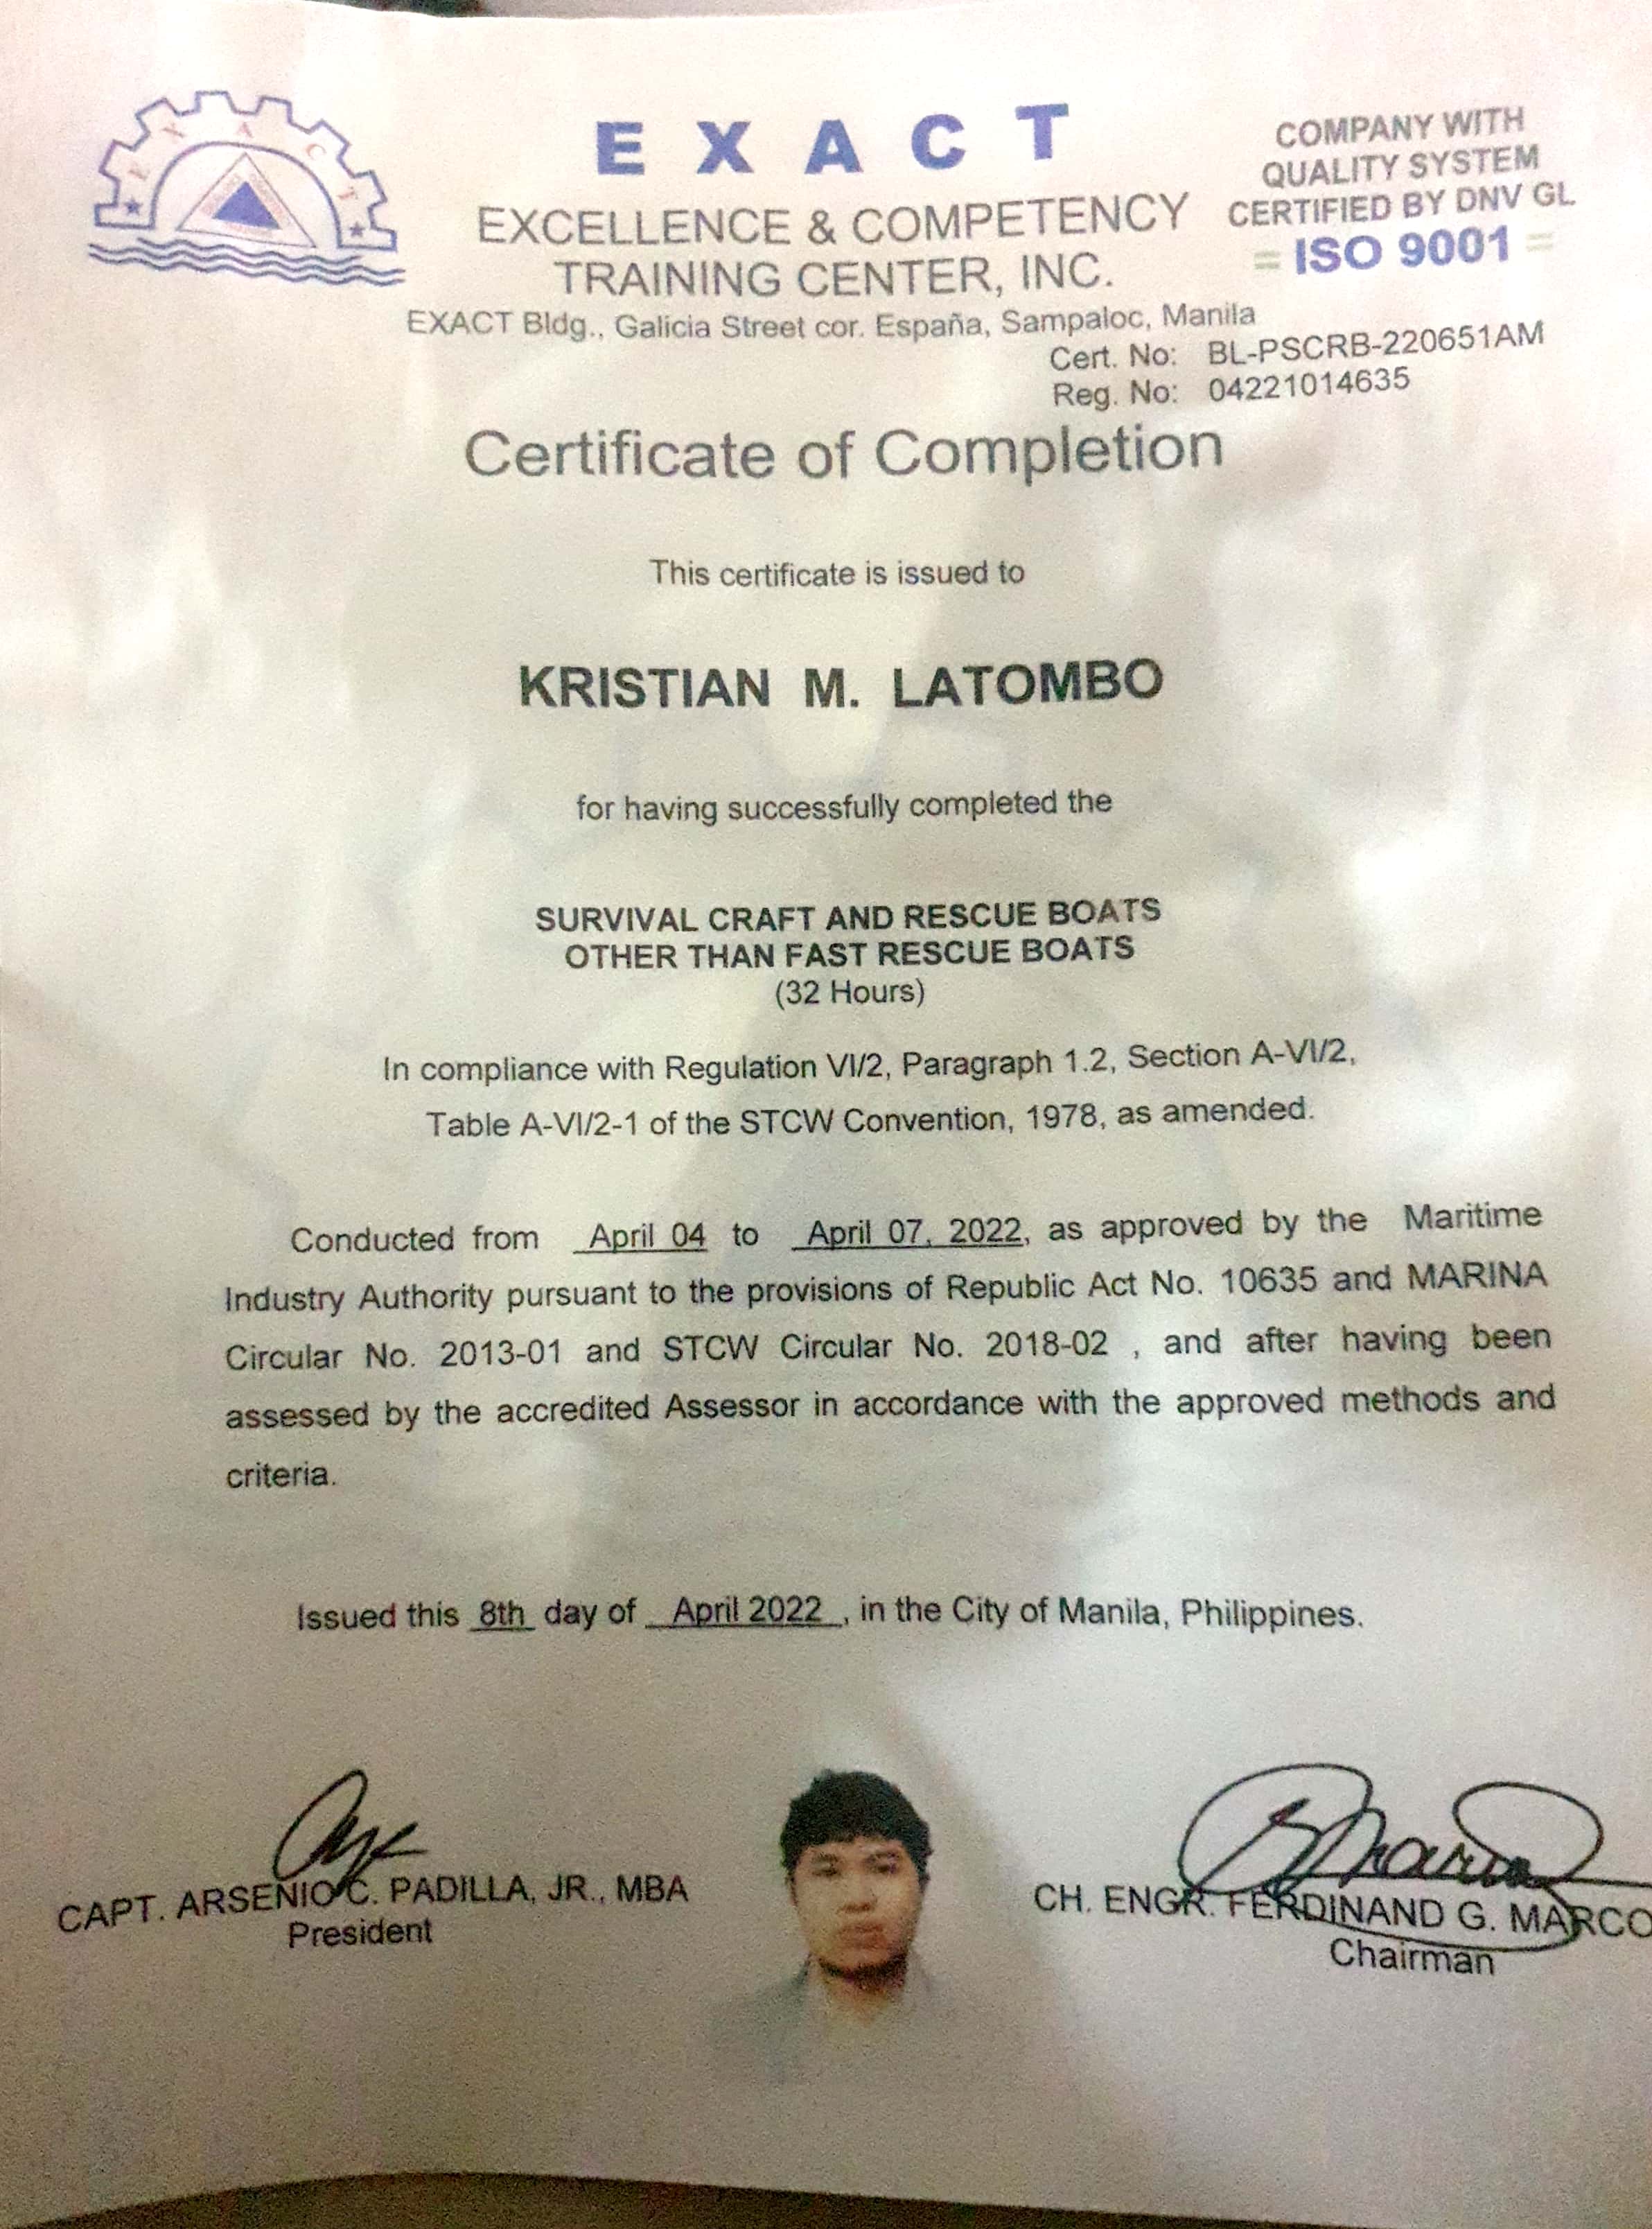 E X A C T
E X A C T
EXCELLENCE & COMPETENCY
TRAINING CENTER, INC.
COMPANY WITH
QUALITY SYSTEM
CERTIFIED BY DNV GL
= ISO 9001 =
EXACT Bldg., Galicia Street cor. España, Sampaloc, Manila
Cert. No: BL-PSCRB-220651AM
Reg. No: 04221014635
Certificate of Completion
This certificate is issued to
KRISTIAN M. LATOMBO
for having successfully completed the
SURVIVAL CRAFT AND RESCUE BOATS
OTHER THAN FAST RESCUE BOATS
(32 Hours)
In compliance with Regulation VI/2, Paragraph 1.2, Section A-VI/2,
Table A-VI/2-1 of the STCW Convention, 1978, as amended.
Conducted from April 04 to April 07, 2022, as approved by the Maritime
Industry Authority pursuant to the provisions of Republic Act No. 10635 and MARINA
Circular No. 2013-01 and STCW Circular No. 2018-02 , and after having been
assessed by the accredited Assessor in accordance with the approved methods and
criteria.
Issued this 8th day of April 2022 , in the City of Manila, Philippines.
CAPT. ARSENIO C. PADILLA, JR., MBA
President
CH. ENGR. FERDINAND G. MARCO
Chairman